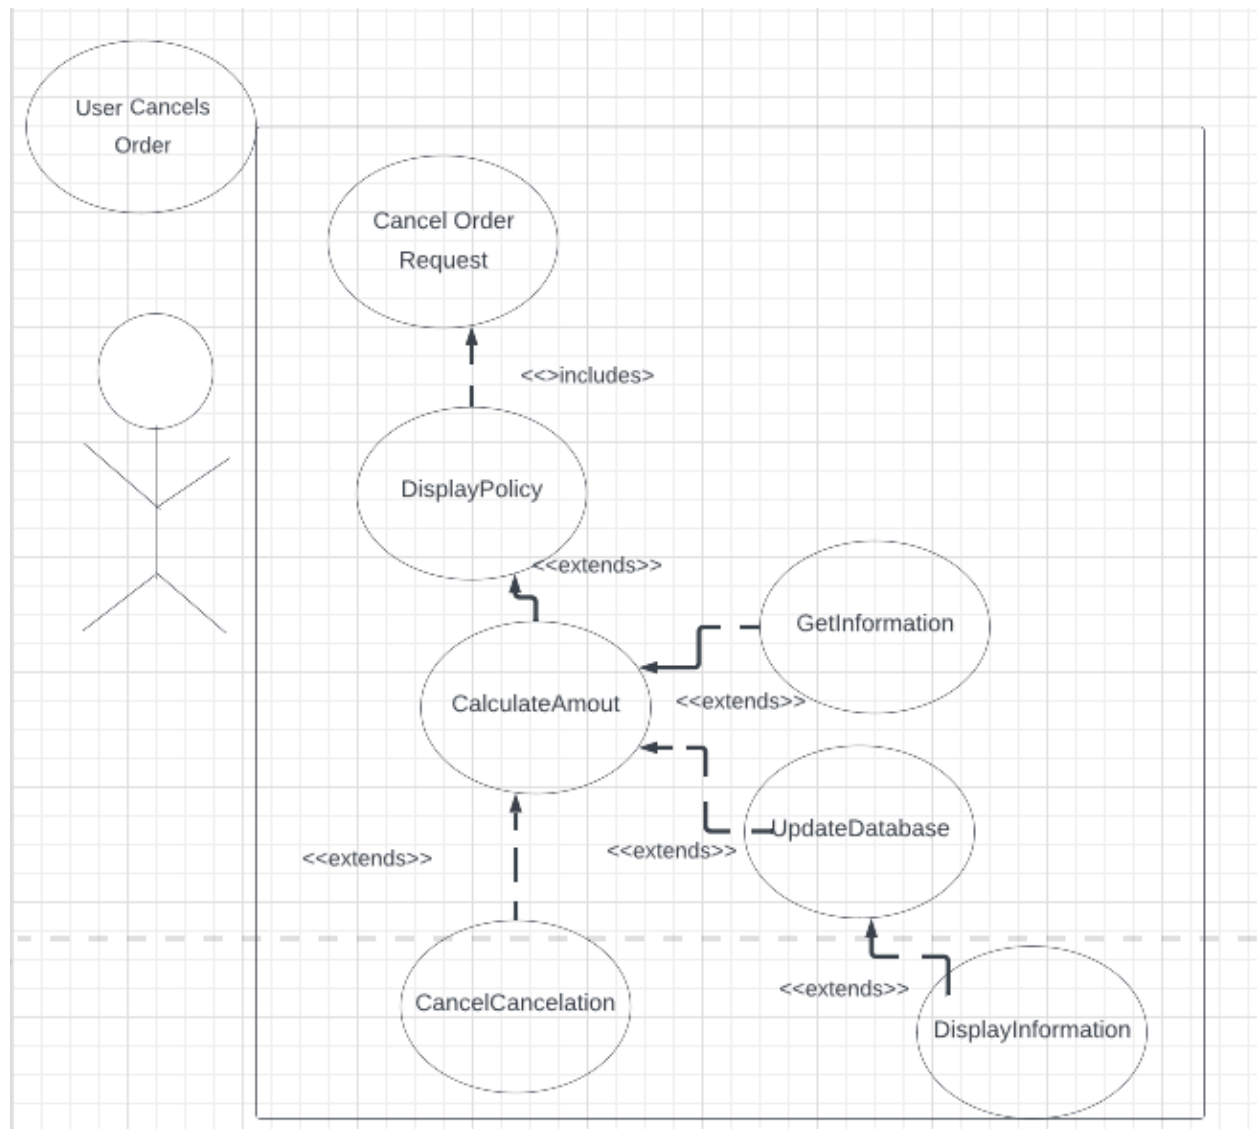 User Cancels
Order
Cancel Order
Request
<<>includes>
DisplayPolicy
<<extends>>
GetInformation
CalculateAmout
<<extends>>
UpdateDatabase
<<extends>>
<<extends>>
<<extends>>
CancelCancelation
DisplayInformation